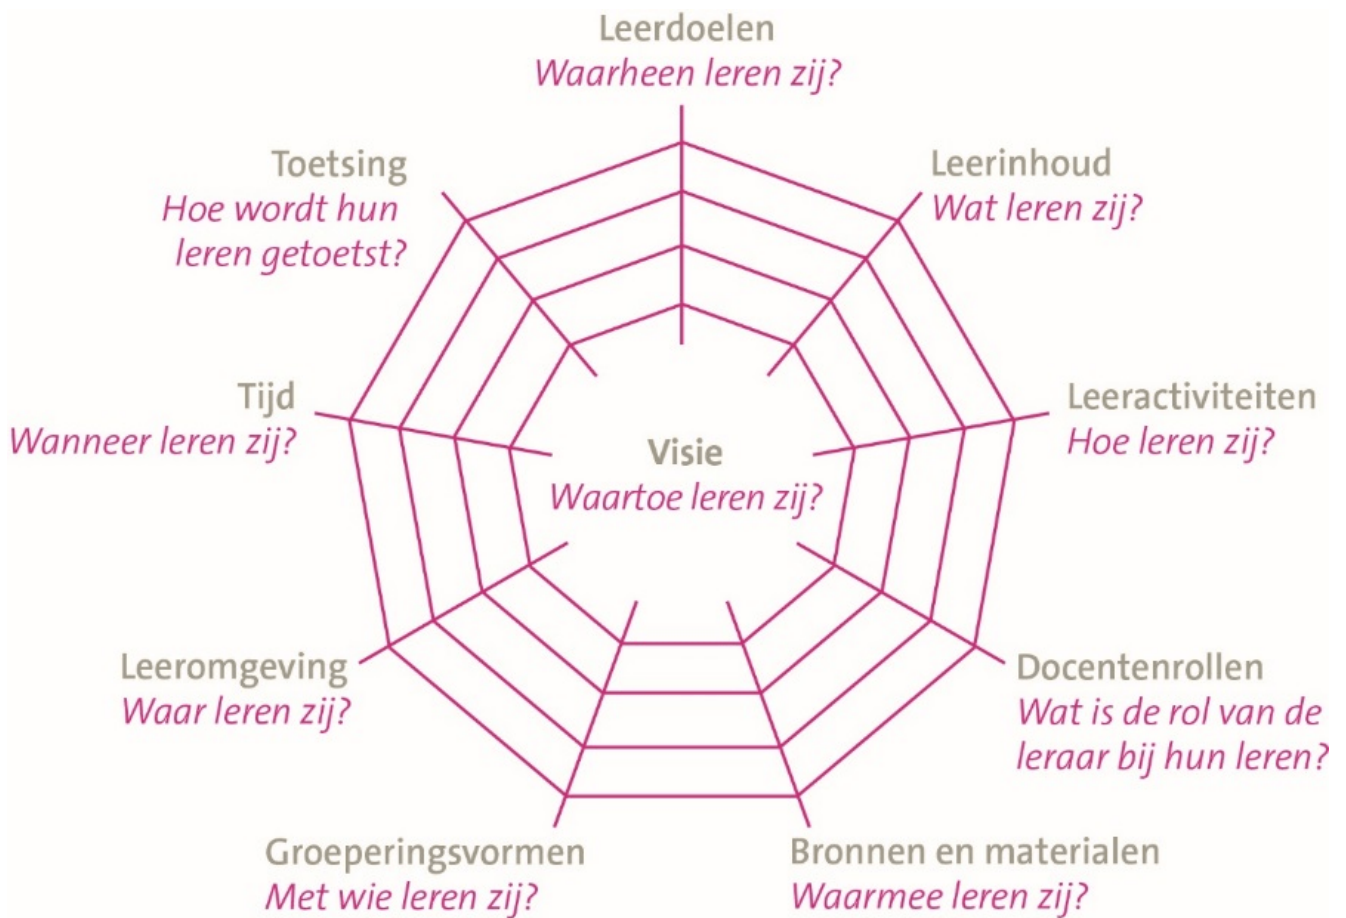 Leerdoelen
Waarheen leren zij?
Leerinhoud
Wat leren zij?
Leeractiviteiten
Hoe leren zij?
Docentenrollen
Wat is de rol van de
leraar bij hun leren?
Bronnen en materialen
Waarmee leren zij?
Groeperingsvormen
Met wie leren zij?
Leeromgeving
Waar leren zij?
Tijd
Wanneer leren zij?
Toetsing
Hoe wordt hun
leren getoetst?
Visie
Waartoe leren zij?